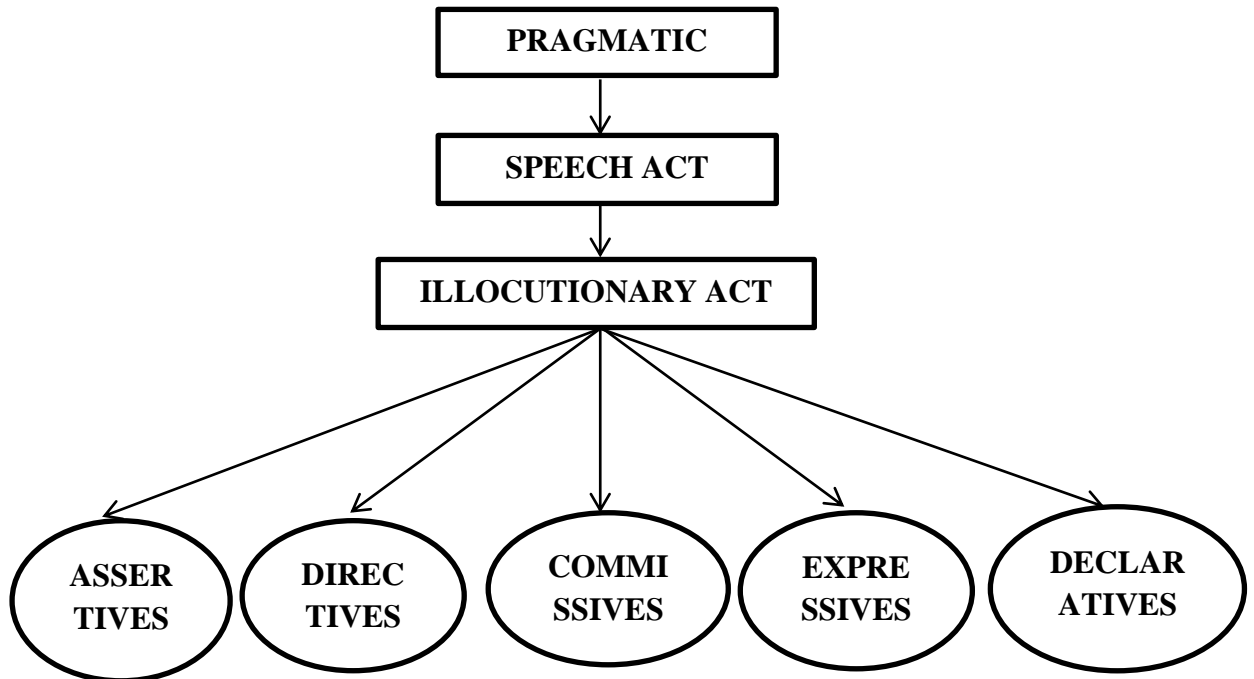 PRAGMATIC
SPEECH ACT
ILLOCUTIONARY ACT
ASSER
TIVES
DIREC
TIVES
COMMI
SSIVES
EXPRE
SSIVES
DECLAR
ATIVES